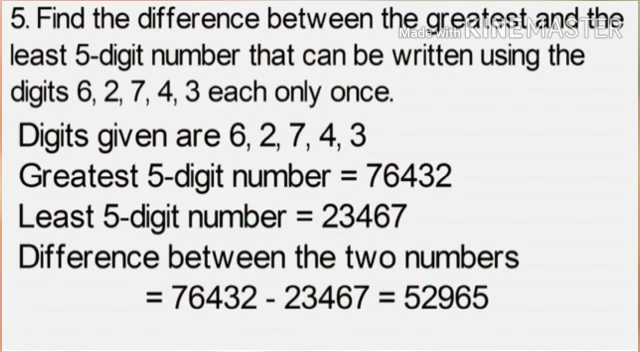 5. Find the difference between the greatest and the
Made with KINEMASTER
least 5-digit number that can be written using the
digits 6, 2, 7, 4, 3 each only once.
Digits given are 6, 2, 7, 4, 3
Greatest 5-digit number = 76432
Least 5-digit number = 23467
Difference between the two numbers
= 76432 - 23467 = 52965